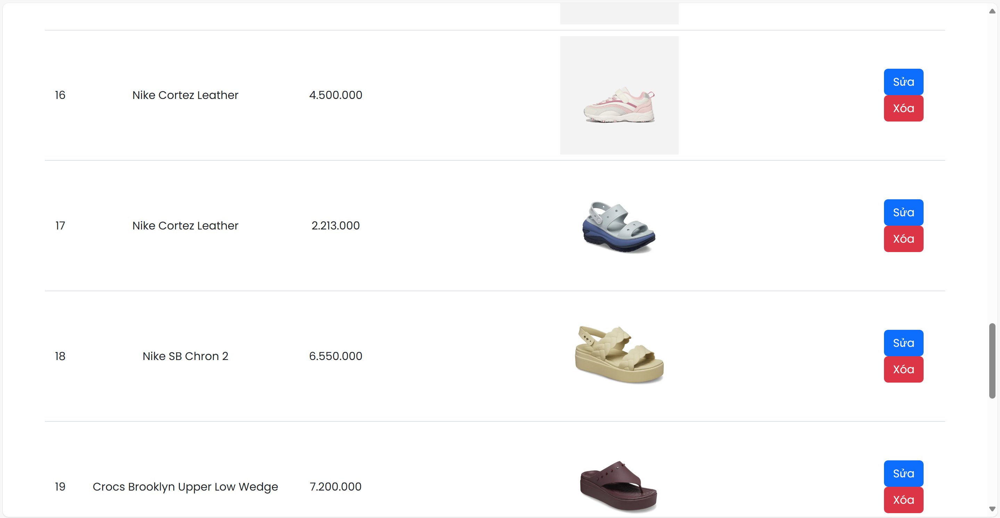 16 Nike Cortez Leather 4.500.000 Sửa
Xóa
17 Nike Cortez Leather 2.213.000 Sửa
Xóa
18 Nike SB Chron 2 6.550.000 Sửa
Xóa
19 Crocs Brooklyn Upper Low Wedge 7.200.000 Sửa
Xóa